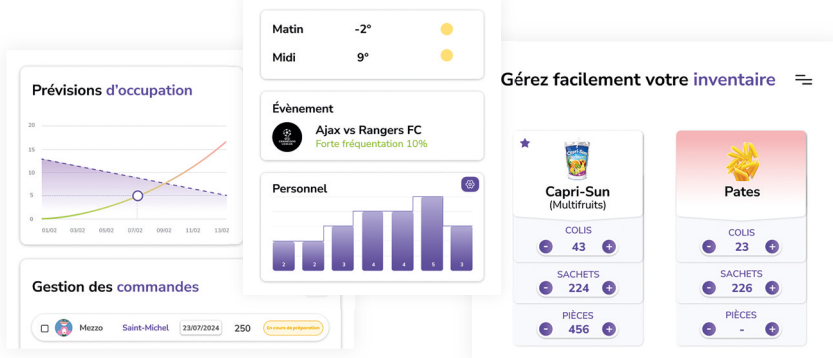 Prévisions d'occupation
20
15
10
5
0
01/02 03/02 05/02 07/02 09/02 11/02 13/02
Gestion des commandes
Mezzo Saint-Michel 23/07/2024 250 En cours de préparation
Matin -2°
Midi 9°
Évènement
Ajax vs Rangers FC
Forte fréquentation 10%
Personnel
2 2 3 4 4 5 3
Gérez facilement votre inventaire
Capri-Sun
(Multifruits)
COLIS
- 43 +
SACHETS
- 224 +
PIÈCES
- 456 +
Pates
COLIS
- 23 +
SACHETS
- 226 +
PIÈCES
- - +